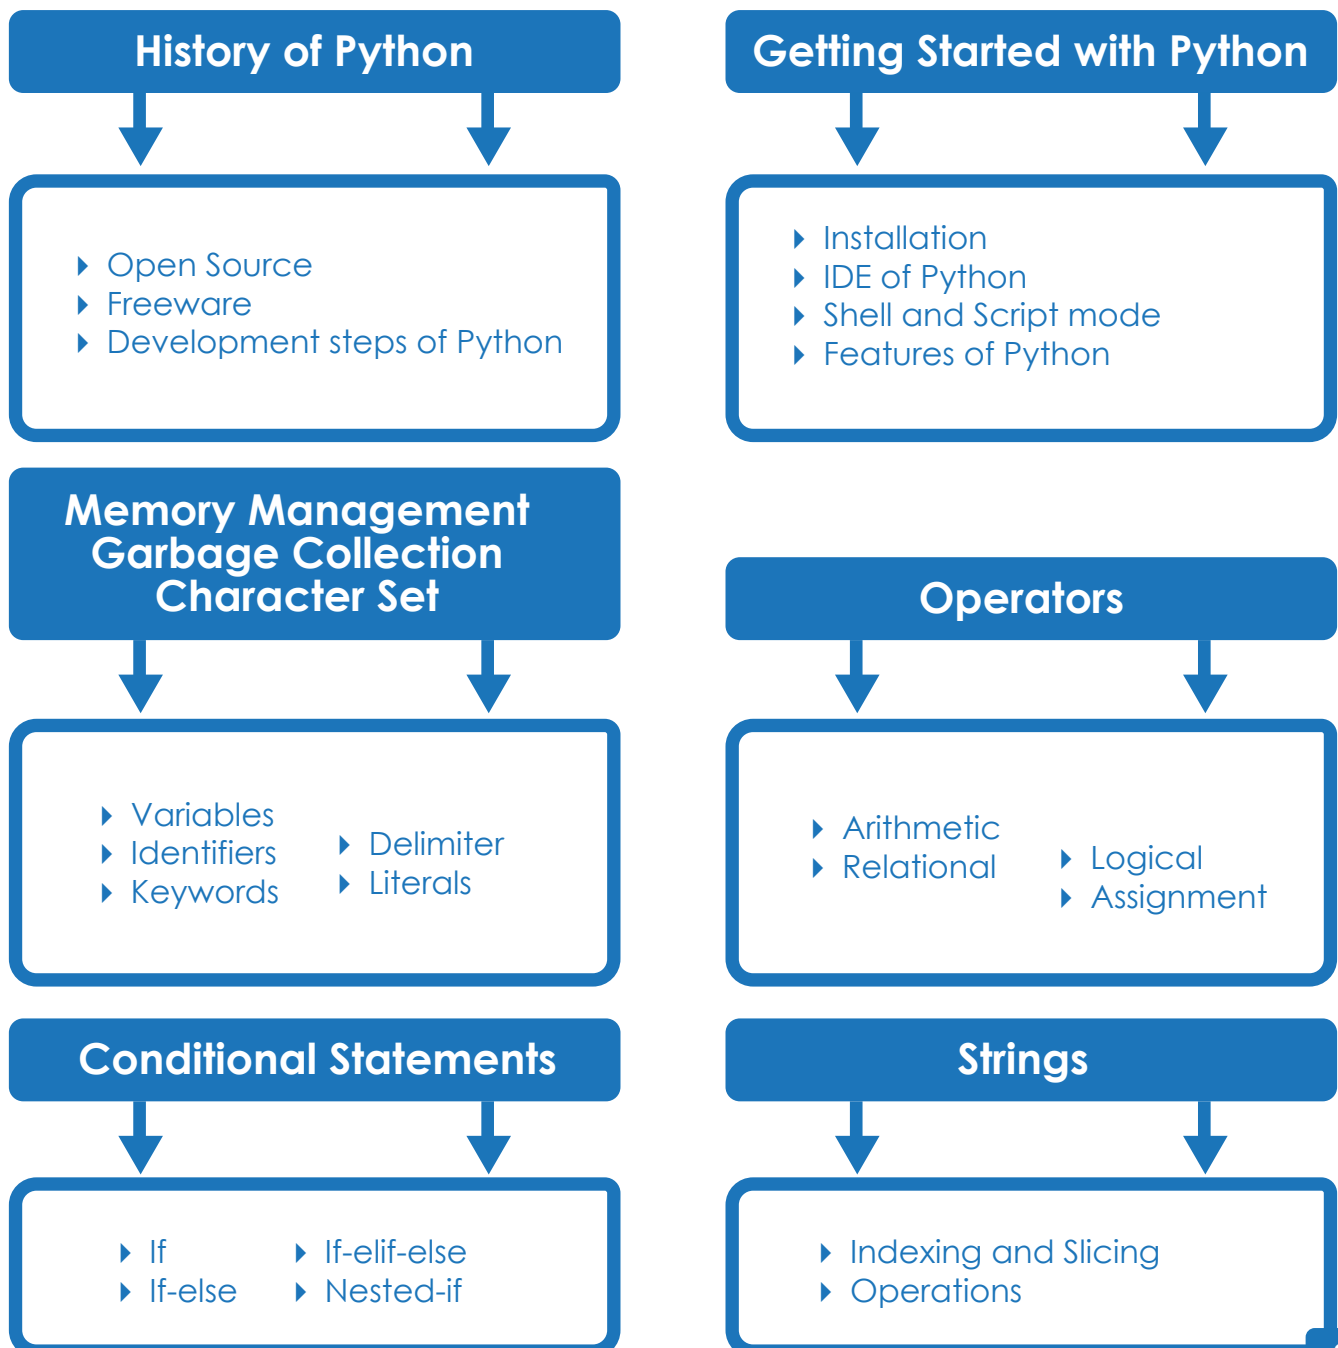 History of Python
Open Source
Freeware
Development steps of Python
Getting Started with Python
Installation
IDE of Python
Shell and Script mode
Features of Python
Memory Management
Garbage Collection
Character Set
Variables
Identifiers
Keywords
Delimiter
Literals
Operators
Arithmetic
Relational
Logical
Assignment
Conditional Statements
If
If-else
If-elif-else
Nested-if
Strings
Indexing and Slicing
Operations